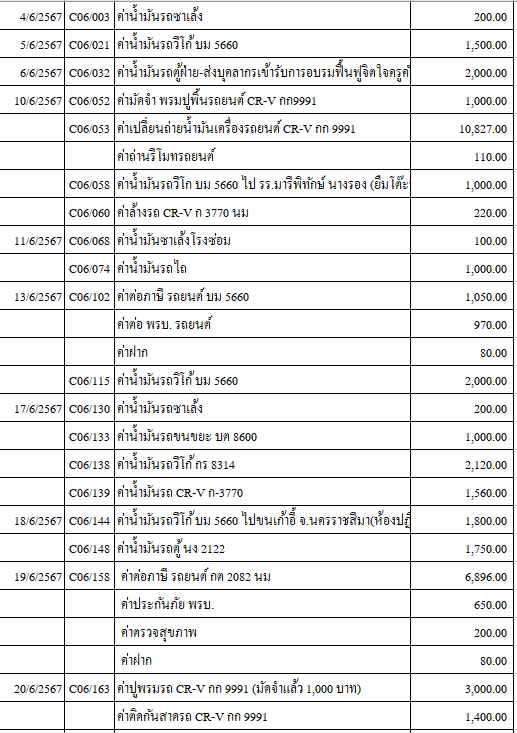 4/6/2567 C06/003 ค่าน้ำมันรถซาเล้ง 200.00
5/6/2567 C06/021 ค่าน้ำมันรถวีโก้ บม 5660 1,500.00
6/6/2567 C06/032 ค่าน้ำมันรถตู้ฝ่าย-ส่งบุคลากรเข้ารับการอบรมฟื้นฟูจิตใจครูคำ 2,000.00
10/6/2567 C06/052 ค่ามัดจำ พรมปูพื้นรถยนต์ CR-V กก9991 1,000.00
C06/053 ค่าเปลี่ยนถ่ายน้ำมันเครื่องรถยนต์ CR-V กก 9991 10,827.00
ค่าถ่านรีโมทรถยนต์ 110.00
C06/058 ค่าน้ำมันรถวีโก้ บม 5660 ไป รร.มารีพิทักษ์ นางรอง (ยืมโต๊ะ 1,000.00
C06/060 ค่าล้างรถ CR-V ก 3770 นม 220.00
11/6/2567 C06/068 ค่าน้ำมันซาเล้งโรงซ่อม 100.00
C06/074 ค่าน้ำมันรถไถ 1,000.00
13/6/2567 C06/102 ค่าต่อภาษี รถยนต์ บม 5660 1,050.00
ค่าต่อ พรบ. รถยนต์ 970.00
ค่าฝาก 80.00
C06/115 ค่าน้ำมันรถวีโก้ บม 5660 2,000.00
17/6/2567 C06/130 ค่าน้ำมันรถซาเล้ง 200.00
C06/133 ค่าน้ำมันรถขนขยะ บต 8600 1,000.00
C06/138 ค่าน้ำมันรถวีโก้ กร 8314 2,120.00
C06/139 ค่าน้ำมันรถ CR-V ก-3770 1,560.00
18/6/2567 C06/144 ค่าน้ำมันรถวีโก้ บม 5660 ไปขนเก้าอี้ จ.นครราชสีมา(ห้องปฏิ 1,800.00
C06/148 ค่าน้ำมันรถตู้ นง 2122 1,750.00
19/6/2567 C06/158 ค่าต่อภาษี รถยนต์ กต 2082 นม 6,896.00
ค่าประกันภัย พรบ. 650.00
ค่าตรวจสุขภาพ 200.00
ค่าฝาก 80.00
20/6/2567 C06/163 ค่าปูพรมรถ CR-V กก 9991 (มัดจำแล้ว 1,000 บาท) 3,000.00
ค่าติดกันสาดรถ CR-V กก 9991 1,400.00